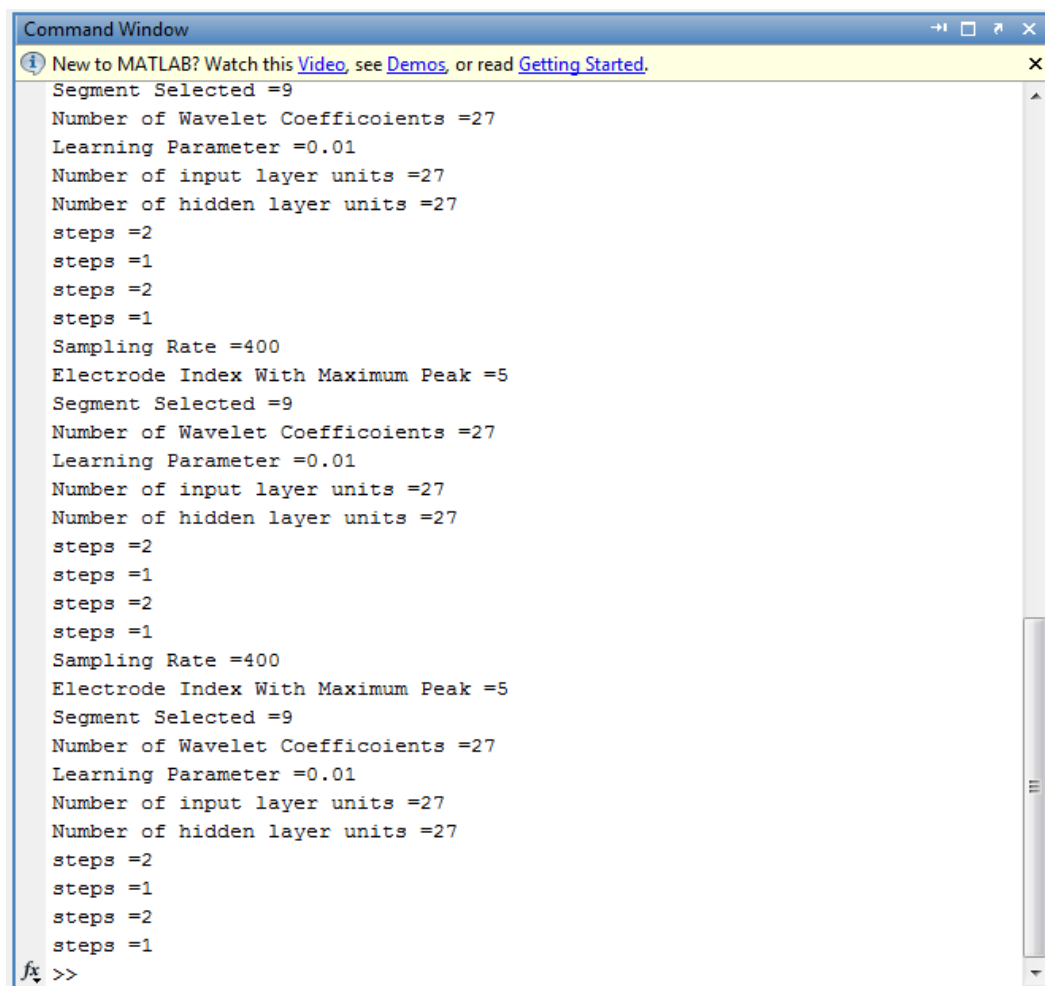 Command Window
New to MATLAB? Watch this Video, see Demos, or read Getting Started.
Segment Selected =9
Number of Wavelet Coefficoients =27
Learning Parameter =0.01
Number of input layer units =27
Number of hidden layer units =27
steps =2
steps =1
steps =2
steps =1
Sampling Rate =400
Electrode Index With Maximum Peak =5
Segment Selected =9
Number of Wavelet Coefficoients =27
Learning Parameter =0.01
Number of input layer units =27
Number of hidden layer units =27
steps =2
steps =1
steps =2
steps =1
Sampling Rate =400
Electrode Index With Maximum Peak =5
Segment Selected =9
Number of Wavelet Coefficoients =27
Learning Parameter =0.01
Number of input layer units =27
Number of hidden layer units =27
steps =2
steps =1
steps =2
steps =1
fx >>